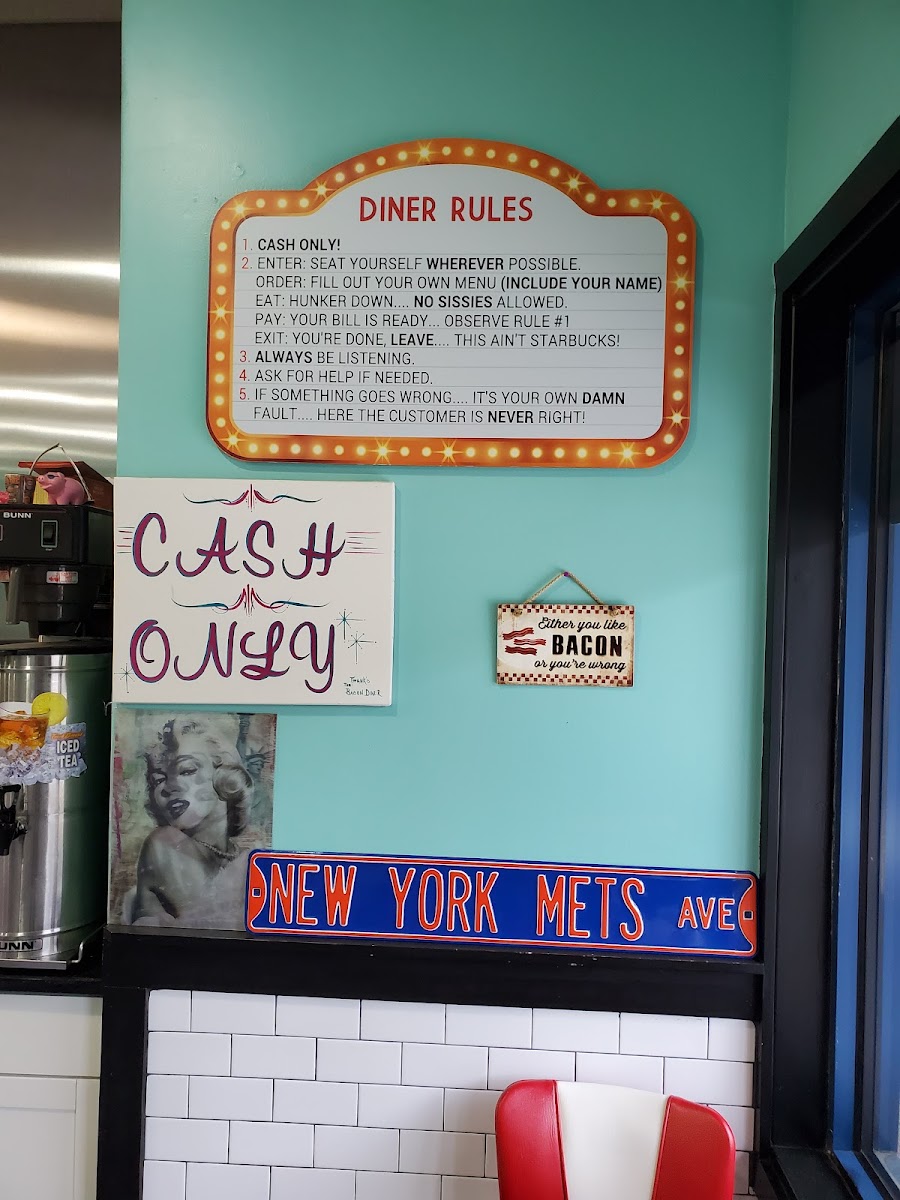 DINER RULES
1. CASH ONLY!
2. ENTER: SEAT YOURSELF WHEREVER POSSIBLE.
ORDER: FILL OUT YOUR OWN MENU (INCLUDE YOUR NAME)
EAT: HUNKER DOWN.... NO SISSIES ALLOWED.
PAY: YOUR BILL IS READY... OBSERVE RULE #1
EXIT: YOU'RE DONE, LEAVE.... THIS AIN'T STARBUCKS!
3. ALWAYS BE LISTENING.
4. ASK FOR HELP IF NEEDED.
5. IF SOMETHING GOES WRONG.... IT'S YOUR OWN DAMN
FAULT.... HERE THE CUSTOMER IS NEVER RIGHT!
BUNN
CASH
ONLY
THE
BACON DINER
Either you like
BACON
or you're wrong
ICED
TEA
NEW YORK METS AVE
BUNN